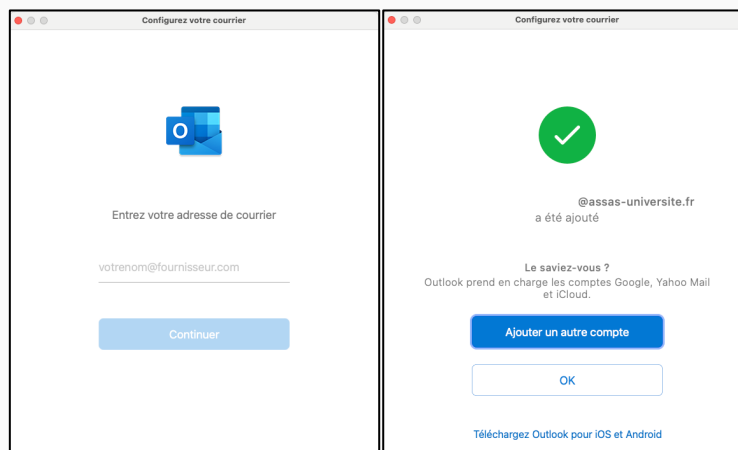 Configurez votre courrier
O
Entrez votre adresse de courrier
votrenom@fournisseur.com
Continuer
Configurez votre courrier
@assas-universite.fr
a été ajouté
Le saviez-vous ?
Outlook prend en charge les comptes Google, Yahoo Mail
et iCloud.
Ajouter un autre compte
OK
Téléchargez Outlook pour iOS et Android